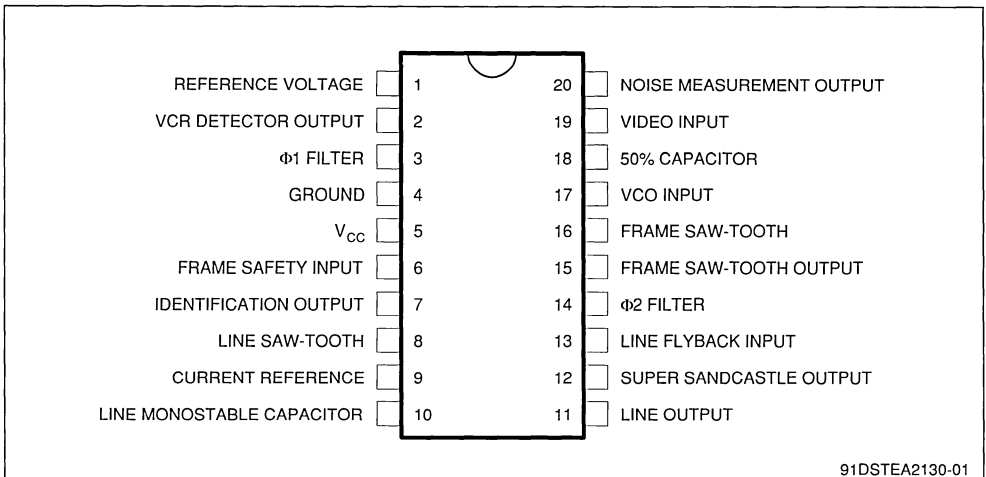 REFERENCE VOLTAGE 1 20 NOISE MEASUREMENT OUTPUT
VCR DETECTOR OUTPUT 2 19 VIDEO INPUT
Φ1 FILTER 3 18 50% CAPACITOR
GROUND 4 17 VCO INPUT
VCC 5 16 FRAME SAW-TOOTH
FRAME SAFETY INPUT 6 15 FRAME SAW-TOOTH OUTPUT
IDENTIFICATION OUTPUT 7 14 Φ2 FILTER
LINE SAW-TOOTH 8 13 LINE FLYBACK INPUT
CURRENT REFERENCE 9 12 SUPER SANDCASTLE OUTPUT
LINE MONOSTABLE CAPACITOR 10 11 LINE OUTPUT
91DSTEA2130-01